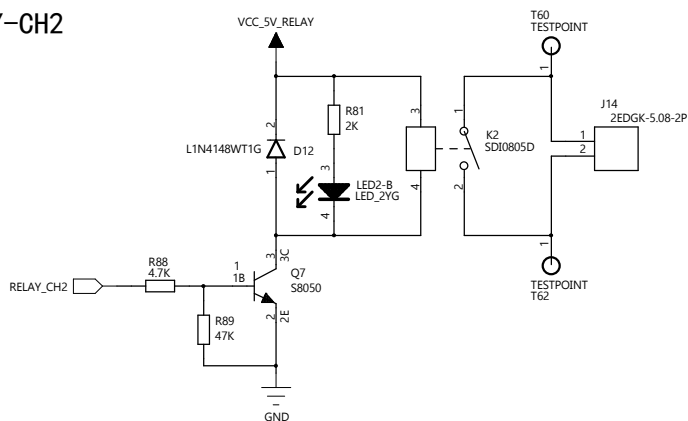 Y-CH2
VCC_5V_RELAY
T60
TESTPOINT
1
J14
2EDGK-5.08-2P
1
2
R81
2K
2
L1N4148WT1G
D12
1
3
LED2-B
LED_2YG
4
3
4
1
K2
SDI0805D
2
1
TESTPOINT
T62
R88
4.7K
RELAY_CH2
1
1B
3
3C
Q7
S8050
2
2E
R89
47K
GND